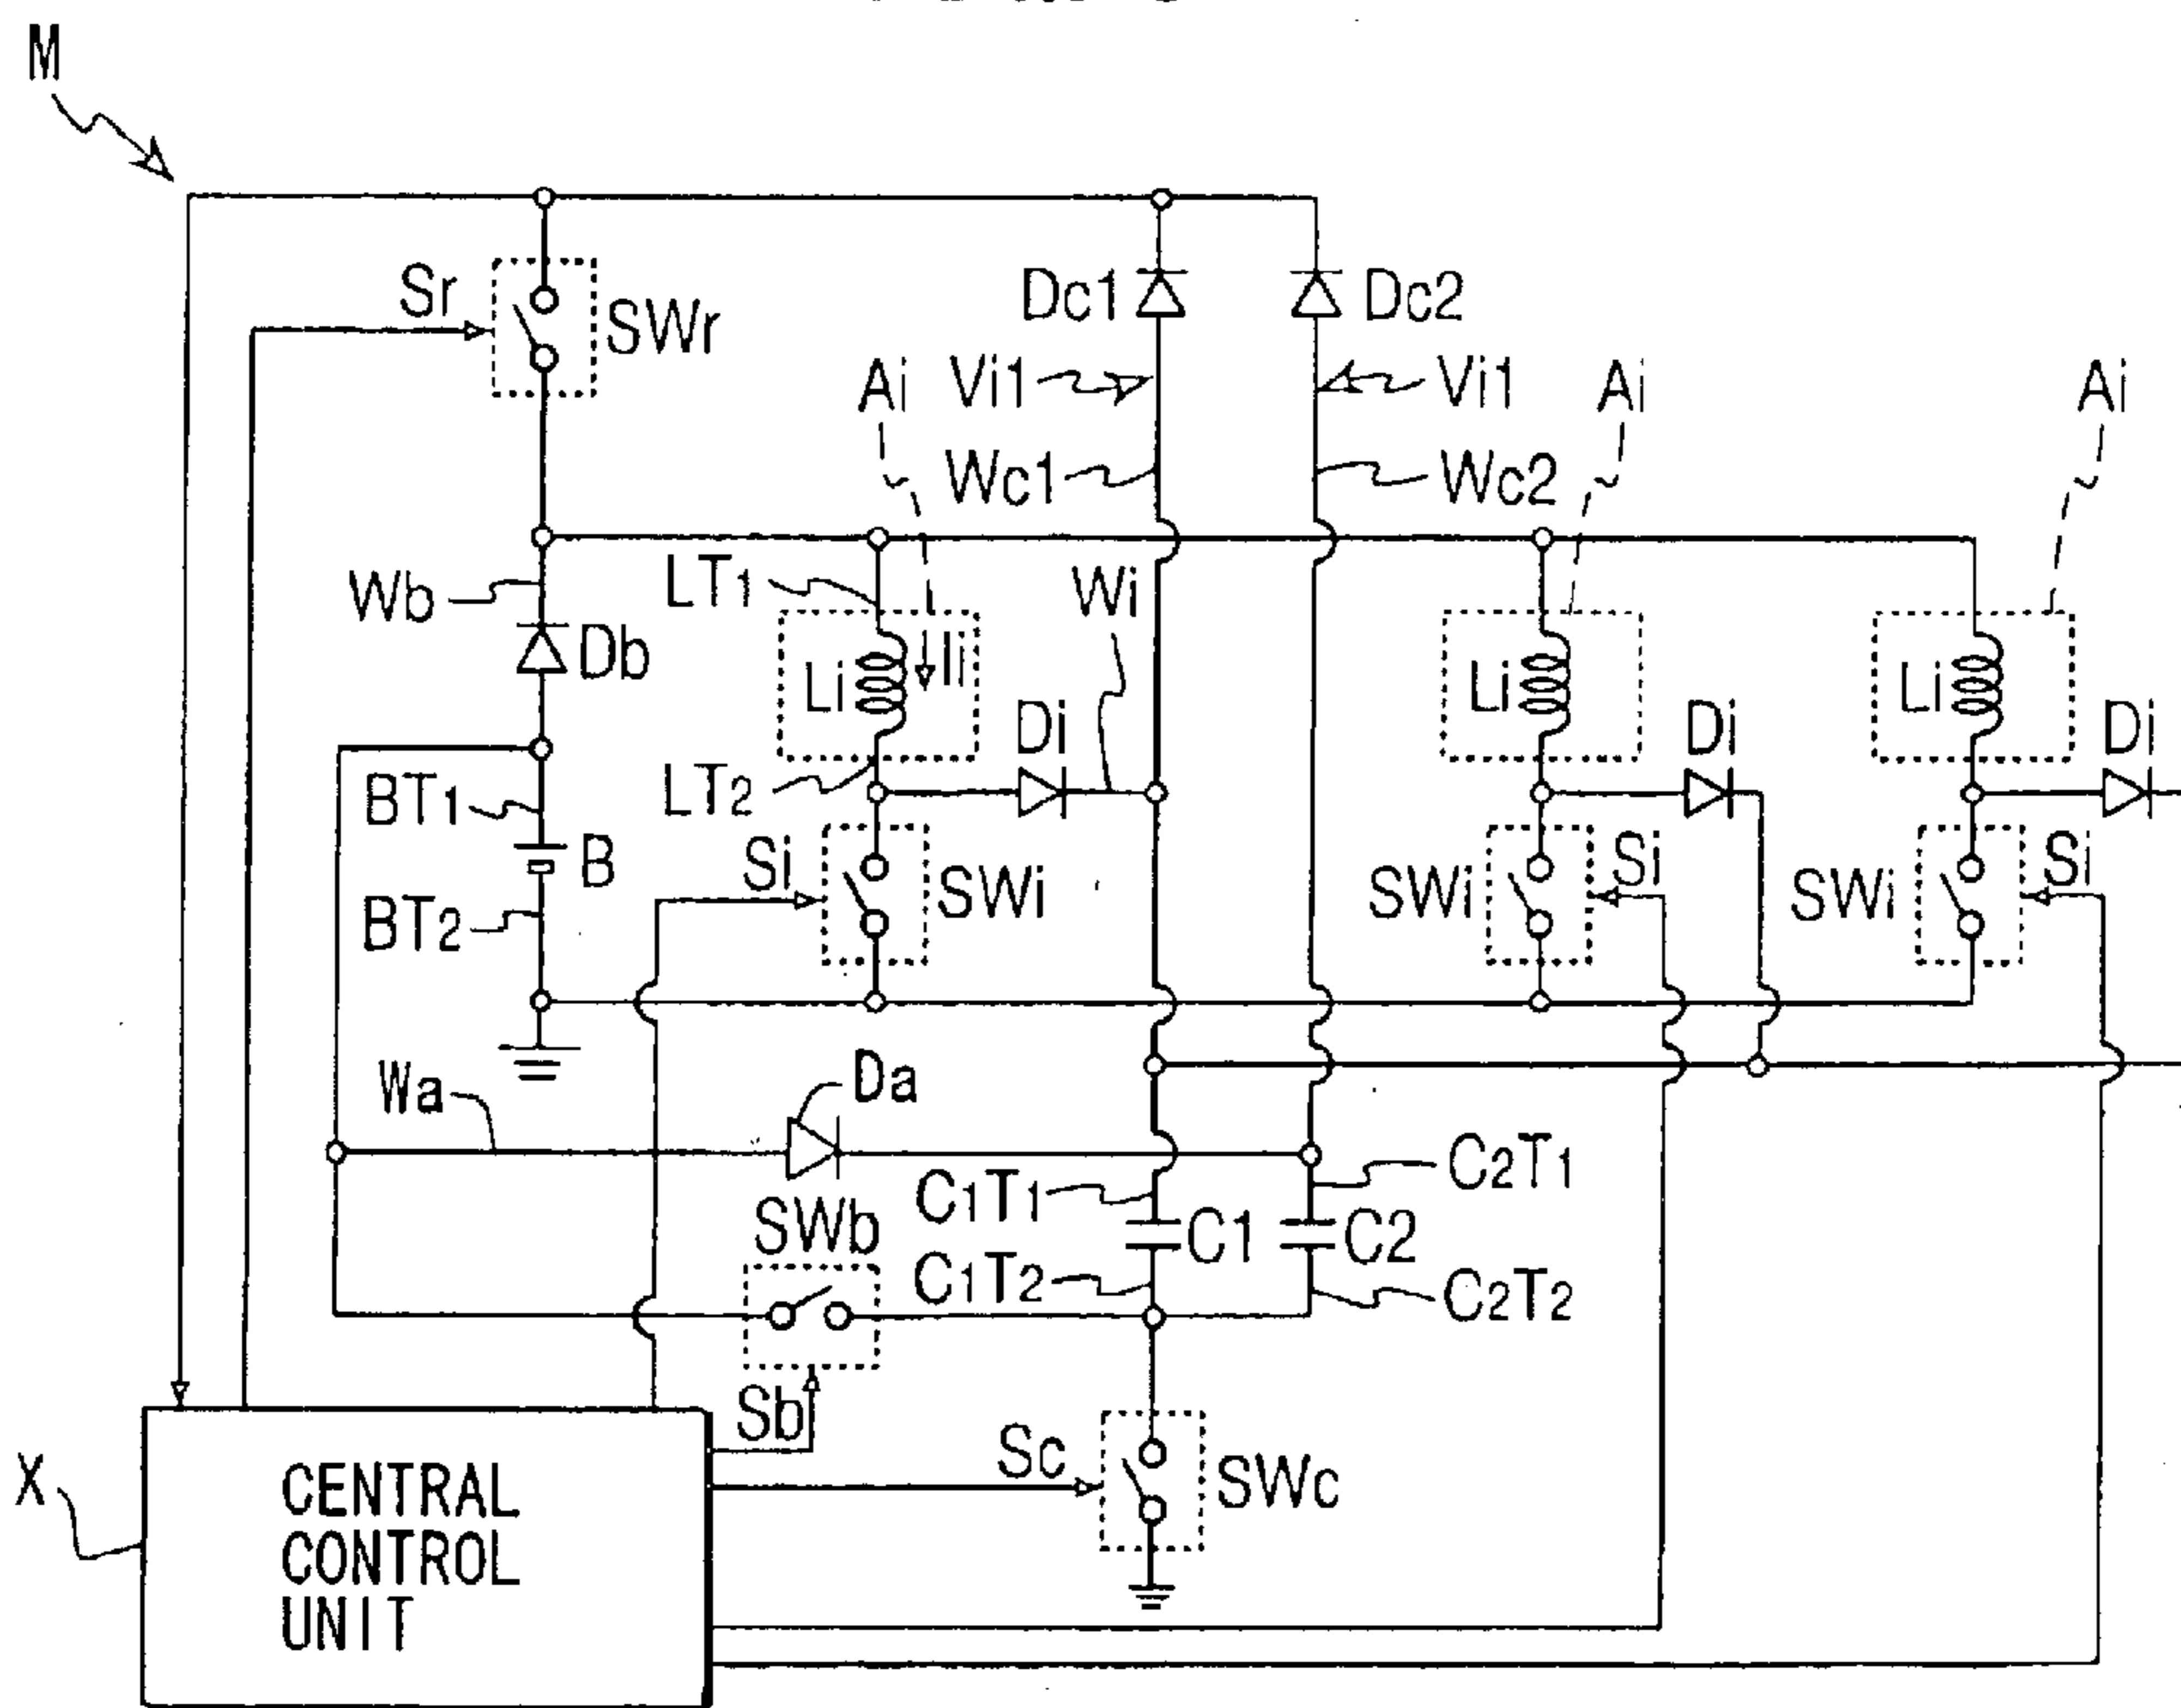 M
Sr
SWr
Dc1
Dc2
Ai
Vi1
Vi1
Ai
Ai
Wc1
Wc2
Wb
LT1
Wi
Db
Li
Ii
Di
Li
Di
Li
Di
BT1
LT2
B
Si
SWi
SWi
Si
SWi
Si
BT2
Wa
Da
C1T1
C2T1
SWb
C1
C2
C1T2
C2T2
Sb
Sc
SWc
X
CENTRAL
CONTROL
UNIT